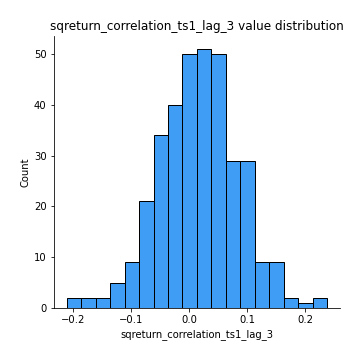 sqreturn_correlation_ts1_lag_3 value distribution
50
40
30
20
10
0
Count
−0.2 −0.1 0.0 0.1 0.2
sqreturn_correlation_ts1_lag_3